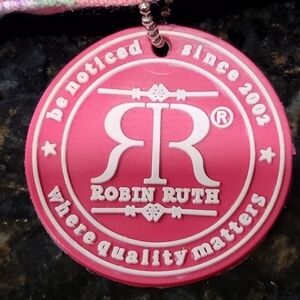 be noticed
since 2002
RR
®
ROBIN RUTH
where quality matters